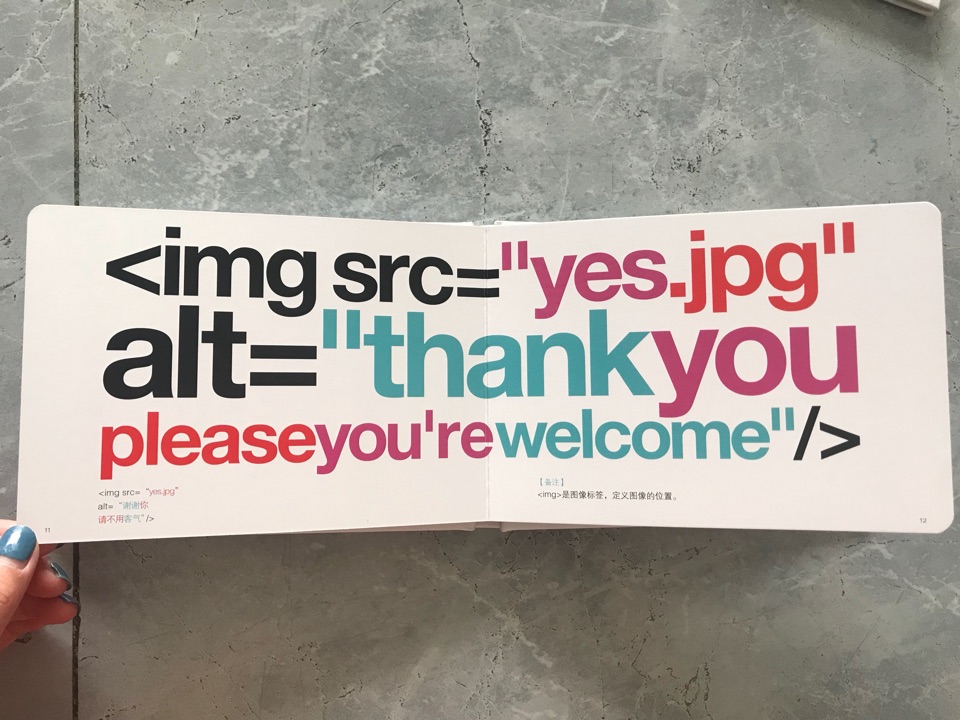 <img src="yes.jpg"
alt="thankyou
pleaseyou'rewelcome"/>
<img src= “yes.jpg”
alt= “谢谢你
请不用客气”/>
11
【备注】
<img>是图像标签，定义图像的位置。
12